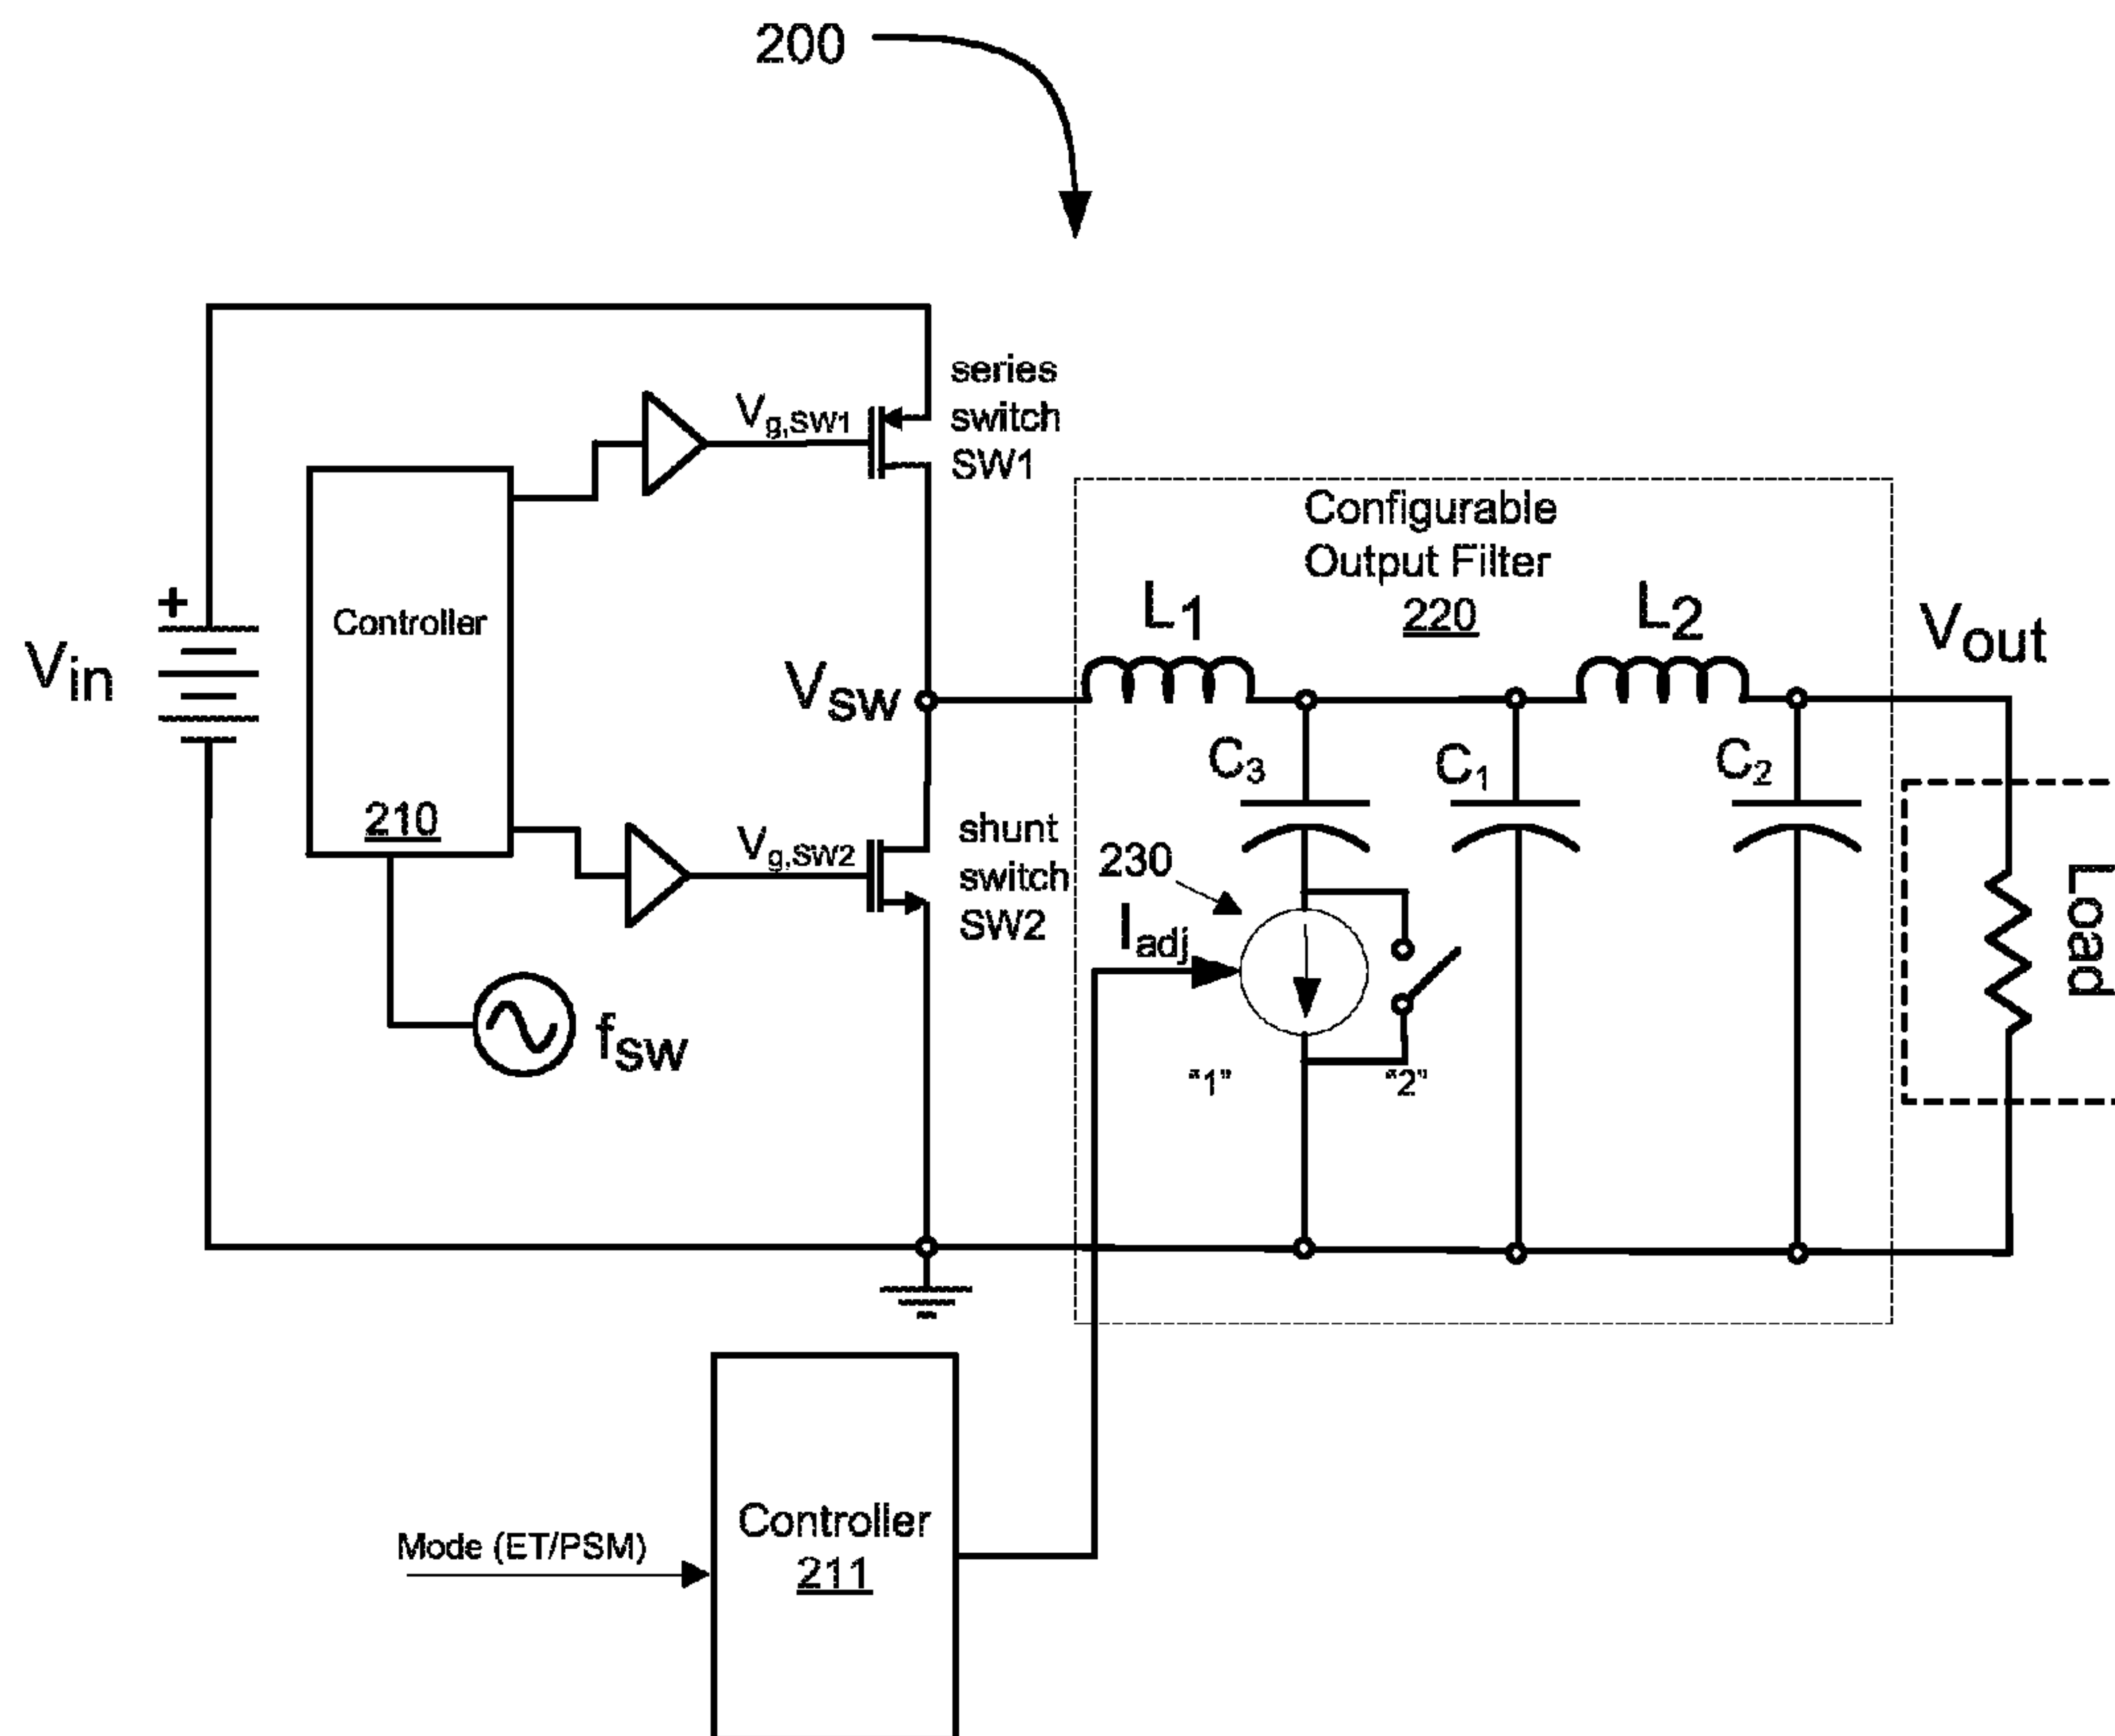 200
series
switch
SW1
Vg,SW1
Configurable
Output Filter
220
Controller
210
+
Vin
VSW
L1
L2
Vout
C3
C1
C2
Vg,SW2
shunt
switch
SW2
230
Iadj
Load
fSW
"1"
"2"
Mode (ET/PSM)
Controller
211